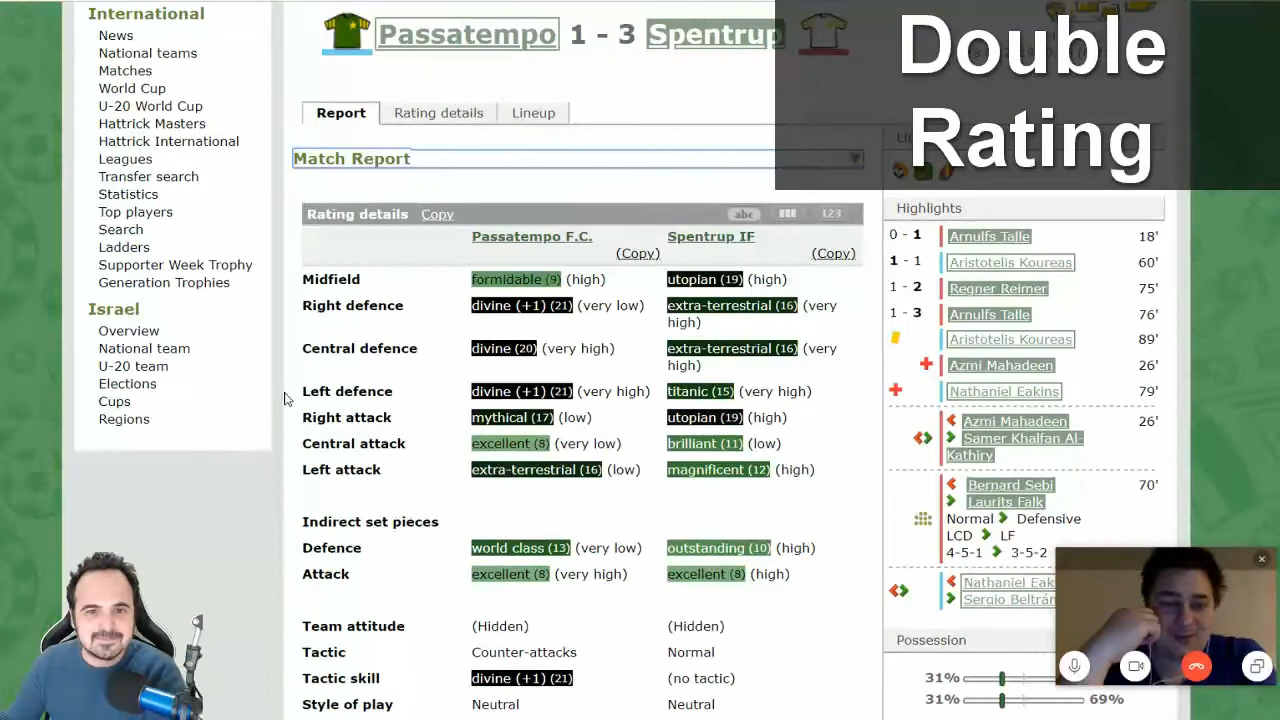 International
News
National teams
Matches
World Cup
U-20 World Cup
Hattrick Masters
Hattrick International
Leagues
Transfer search
Statistics
Top players
Search
Ladders
Supporter Week Trophy
Generation Trophies
Israel
Overview
National team
U-20 team
Elections
Cups
Regions
Passatempo 1 - 3 Spentrup
Double
Rating
Report Rating details Lineup
Match Report
Rating details Copy abc 123
Passatempo F.C. (Copy) Spentrup IF (Copy)
Midfield formidable (9) (high) utopian (19) (high)
Right defence divine (+1) (21) (very low) extra-terrestrial (16) (very
high)
Central defence divine (20) (very high) extra-terrestrial (16) (very
high)
Left defence divine (+1) (21) (very high) titanic (15) (very high)
Right attack mythical (17) (low) utopian (19) (high)
Central attack excellent (8) (very low) brilliant (11) (low)
Left attack extra-terrestrial (16) (low) magnificent (12) (high)
Indirect set pieces
Defence world class (13) (very low) outstanding (10) (high)
Attack excellent (8) (very high) excellent (8) (high)
Team attitude (Hidden) (Hidden)
Tactic Counter-attacks Normal
Tactic skill divine (+1) (21) (no tactic)
Style of play Neutral Neutral
Highlights
0 - 1 Arnulfs Talle 18'
1 - 1 Aristotelis Koureas 60'
1 - 2 Regner Reimer 75'
1 - 3 Arnulfs Talle 76'
Aristotelis Koureas 89'
Azmi Mahadeen 26'
Nathaniel Eakins 79'
Azmi Mahadeen 26'
Samer Khalfan Al-
Kathiry
Bernard Sebi 70'
Laurits Falk
Normal Defensive
LCD LF
4-5-1 3-5-2
Nathaniel Eak
Sergio Beltrán
Possession
31%
31% 69%